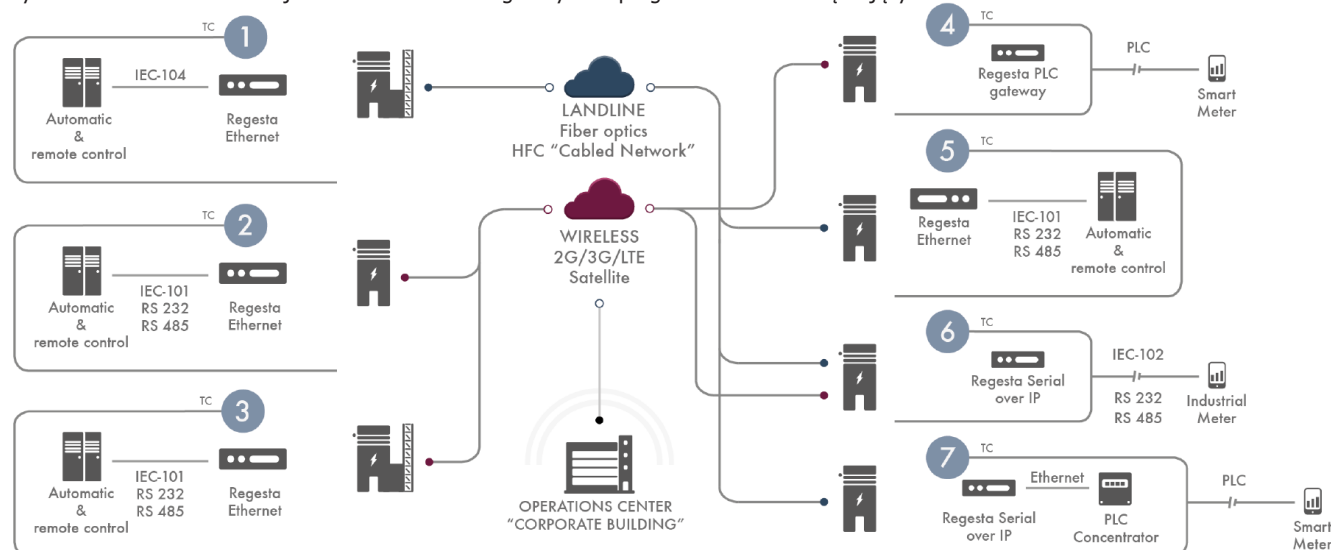 TC
1
IEC-104
Automatic
&
remote control
Regesta
Ethernet
TC
2
IEC-101
RS 232
RS 485
Automatic
&
remote control
Regesta
Ethernet
TC
3
IEC-101
RS 232
RS 485
Automatic
&
remote control
Regesta
Ethernet
LANDLINE
Fiber optics
HFC “Cabled Network”
WIRELESS
2G/3G/LTE
Satellite
OPERATIONS CENTER
“CORPORATE BUILDING”
4
TC
Regesta PLC
gateway
PLC
Smart
Meter
5
TC
Regesta
Ethernet
IEC-101
RS 232
RS 485
Automatic
&
remote control
6
TC
Regesta Serial
over IP
IEC-102
RS 232
RS 485
Industrial
Meter
7
TC
Ethernet
Regesta Serial
over IP
PLC
Concentrator
PLC
Smart
Meter